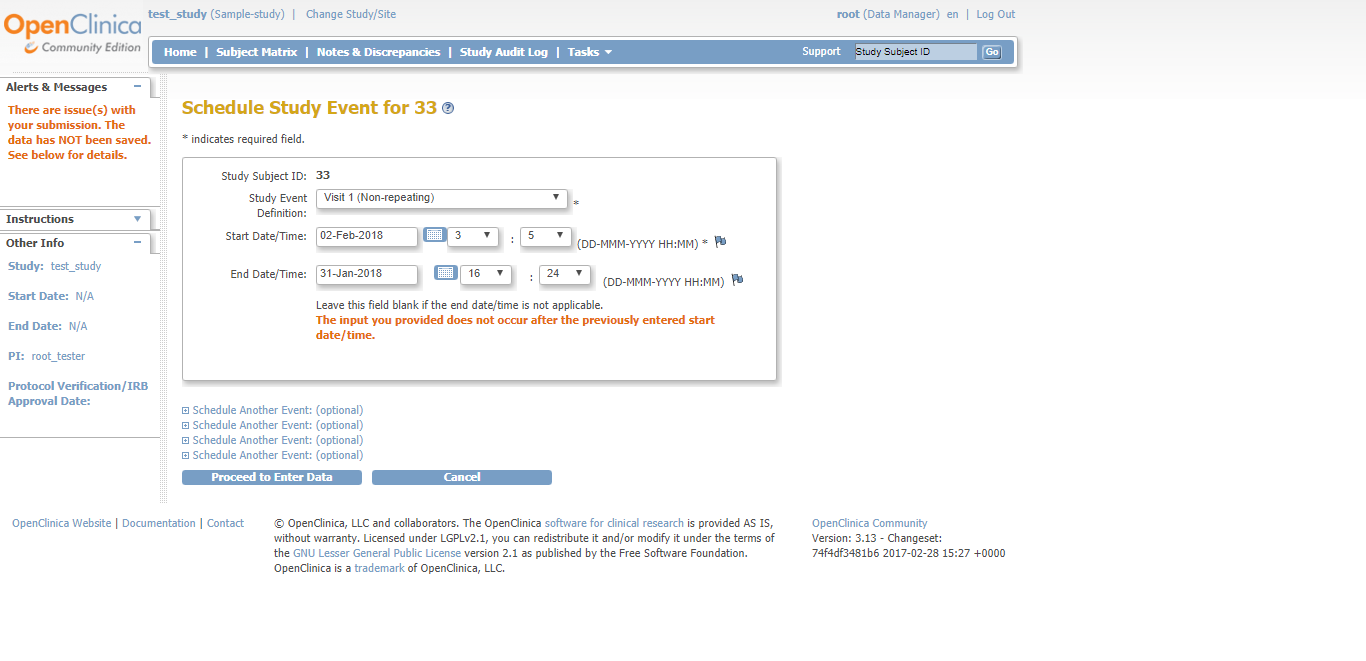 OpenClinica
Community Edition
test_study (Sample-study) | Change Study/Site
root (Data Manager) en | Log Out
Home | Subject Matrix | Notes & Discrepancies | Study Audit Log | Tasks
Support Study Subject ID Go
Alerts & Messages
There are issue(s) with
your submission. The
data has NOT been saved.
See below for details.
Instructions
Other Info
Study: test_study
Start Date: N/A
End Date: N/A
PI: root_tester
Protocol Verification/IRB
Approval Date:
Schedule Study Event for 33 ?
* indicates required field.
Study Subject ID: 33
Study Event
Definition: Visit 1 (Non-repeating) *
Start Date/Time: 02-Feb-2018 3 : 5 (DD-MMM-YYYY HH:MM) *
End Date/Time: 31-Jan-2018 16 : 24 (DD-MMM-YYYY HH:MM)
Leave this field blank if the end date/time is not applicable.
The input you provided does not occur after the previously entered start
date/time.
Schedule Another Event: (optional)
Schedule Another Event: (optional)
Schedule Another Event: (optional)
Schedule Another Event: (optional)
Proceed to Enter Data Cancel
OpenClinica Website | Documentation | Contact
© OpenClinica, LLC and collaborators. The OpenClinica software for clinical research is provided AS IS,
without warranty. Licensed under LGPLv2.1, you can redistribute it and/or modify it under the terms of
the GNU Lesser General Public License version 2.1 as published by the Free Software Foundation.
OpenClinica is a trademark of OpenClinica, LLC.
OpenClinica Community
Version: 3.13 - Changeset:
74f4df3481b6 2017-02-28 15:27 +0000